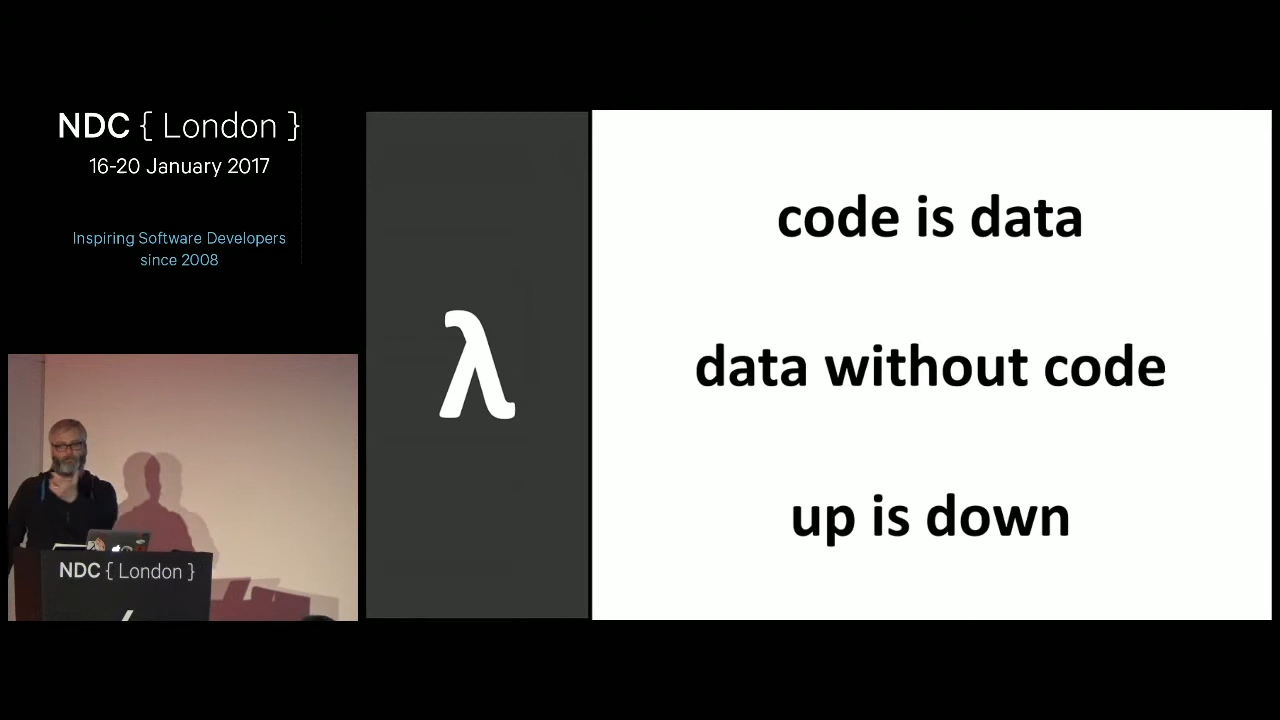 NDC { London }
16-20 January 2017
Inspiring Software Developers
since 2008
λ
code is data
data without code
up is down
NDC { London }